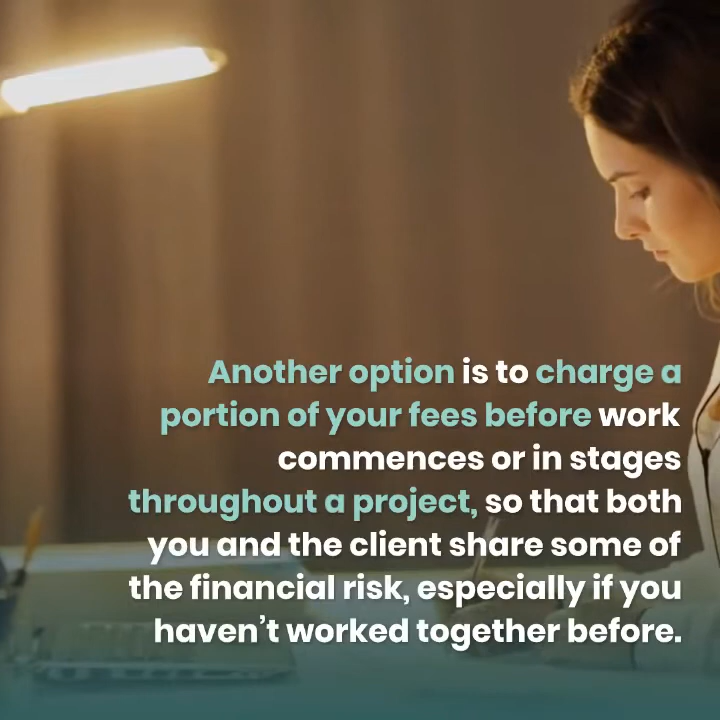 Another option is to charge a
portion of your fees before work
commences or in stages
throughout a project, so that both
you and the client share some of
the financial risk, especially if you
haven’t worked together before.